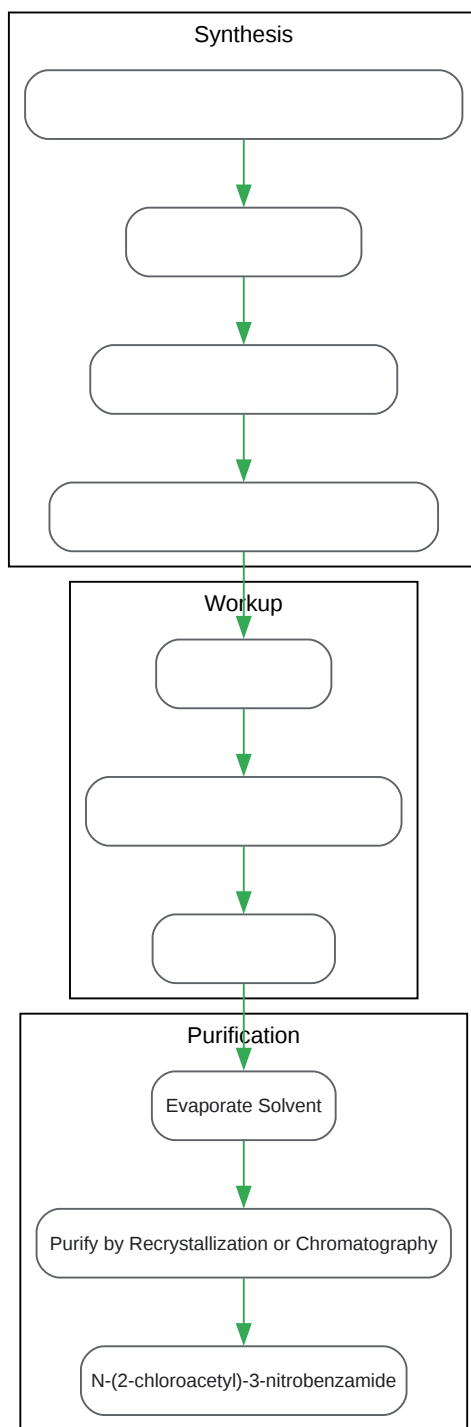 Synthesis
Workup
Purification
Evaporate Solvent
Purify by Recrystallization or Chromatography
N-(2-chloroacetyl)-3-nitrobenzamide